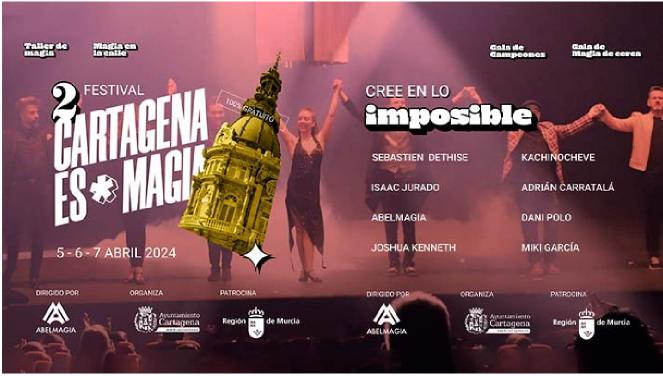 Taller de
magia
Magia en
la calle
Gala de
Campeones
Gala de
Magia de cerca
2 FESTIVAL
CARTAGENA
ES * MAGIA
100% GRATUITO
5 - 6 - 7 ABRIL 2024
CREE EN LO
imposible
SEBASTIEN DETHISE
ISAAC JURADO
ABELMAGIA
JOSHUA KENNETH
KACHINOCHEVE
ADRIÁN CARRATALÁ
DANI POLO
MIKI GARCÍA
DIRIGIDO POR
ABELMAGIA
ORGANIZA
Ayuntamiento
Cartagena
PATROCINA
Región de Murcia
DIRIGIDO POR
ABELMAGIA
ORGANIZA
Ayuntamiento
Cartagena
PATROCINA
Región de Murcia